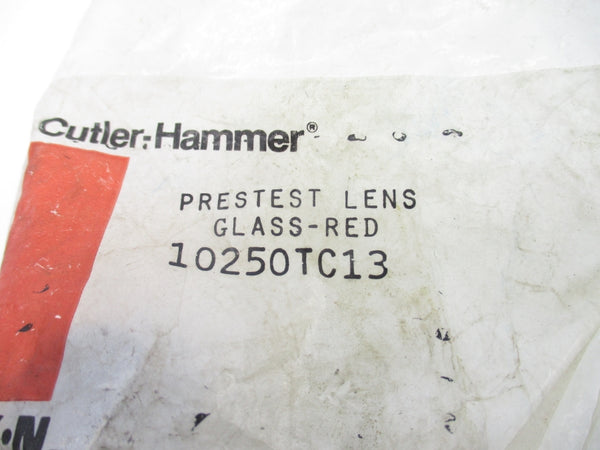 Cutler-Hammer®
PRESTEST LENS
GLASS-RED
10250TC13